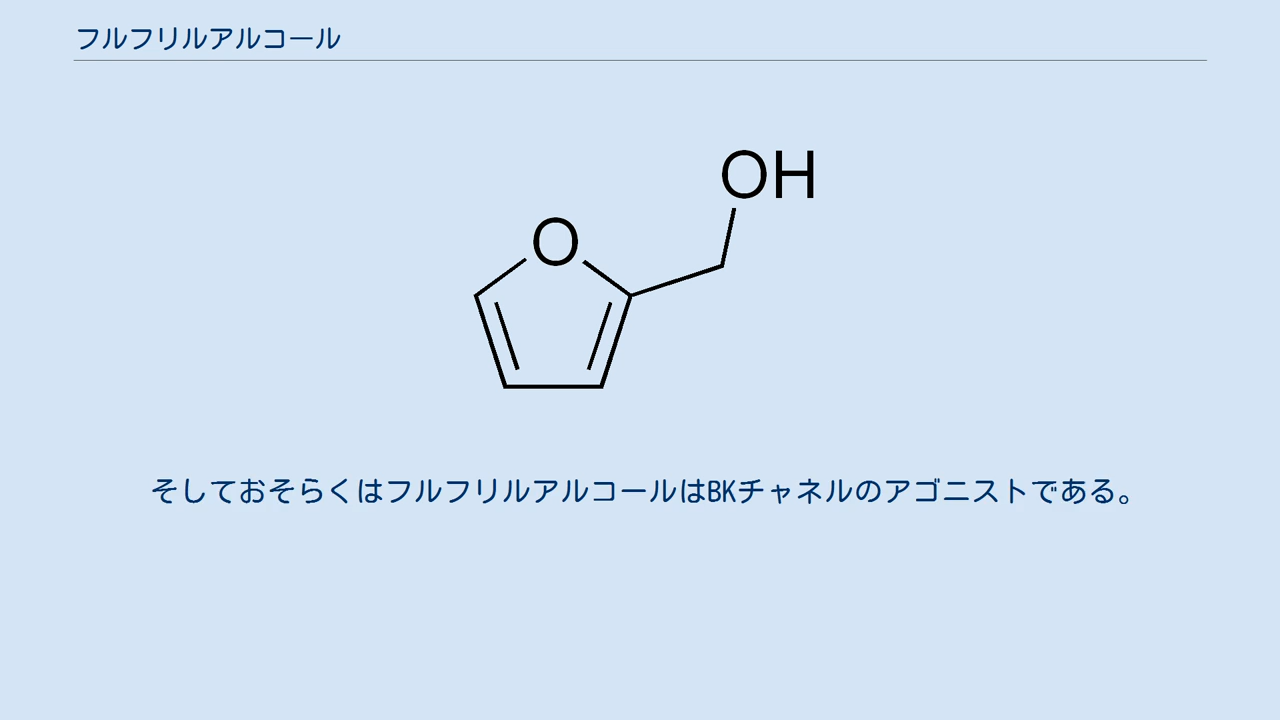 フルフリルアルコール
OH
O
そしておそらくはフルフリルアルコールはBKチャネルのアゴニストである。